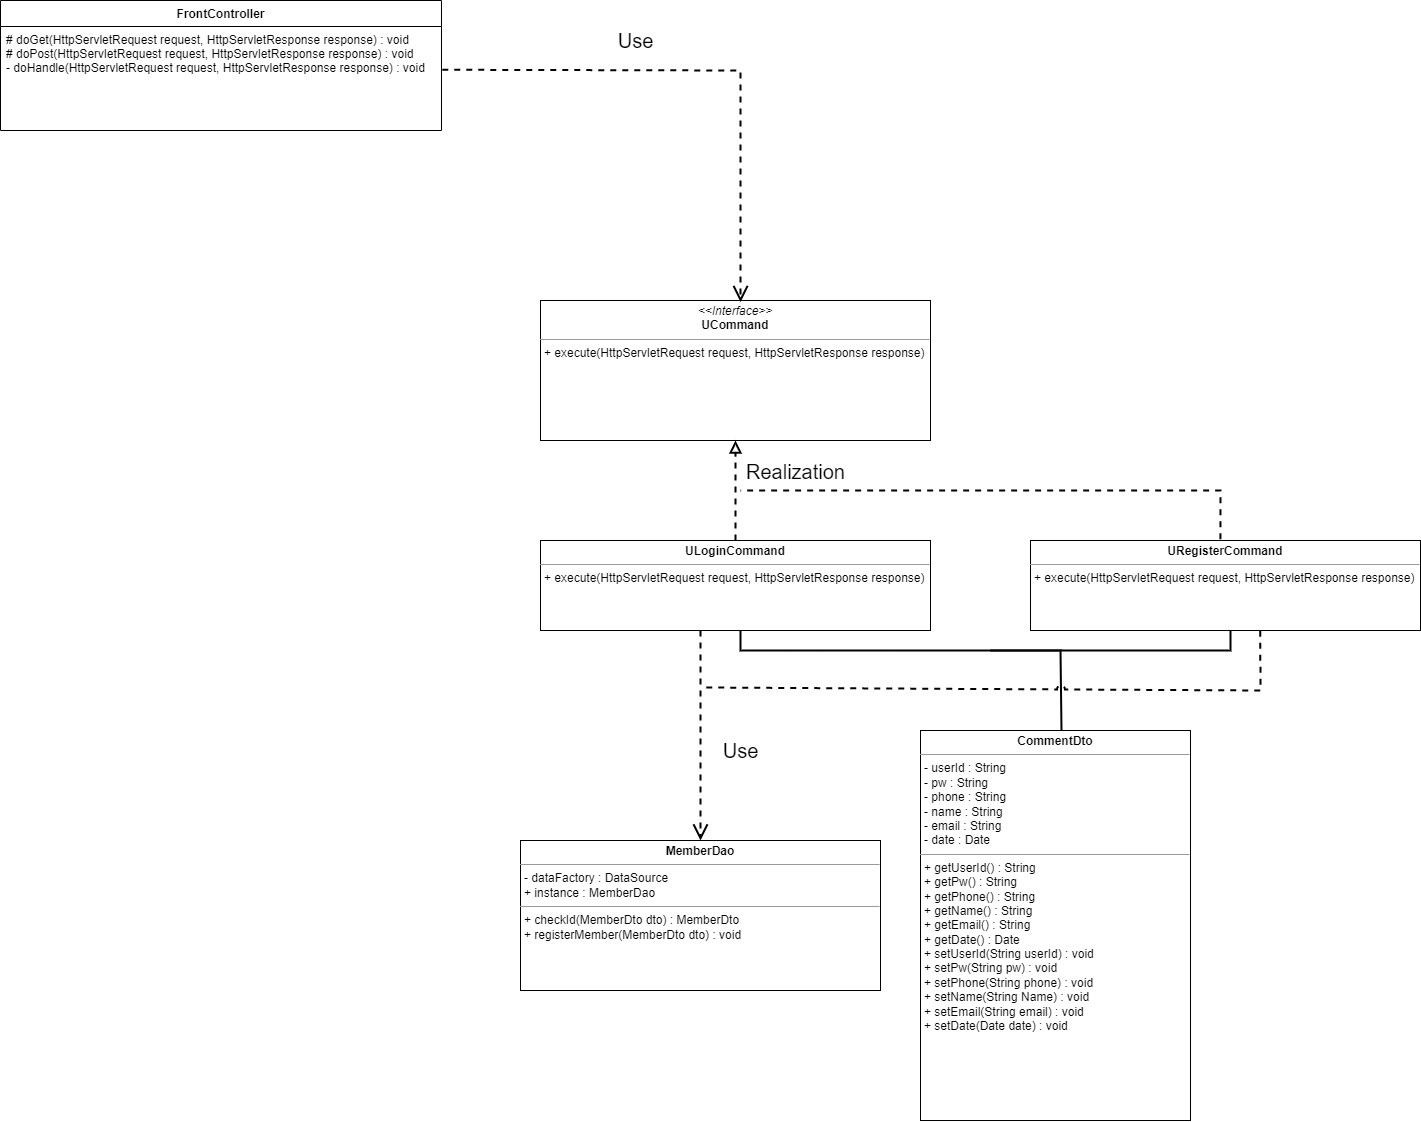 FrontController
# doGet(HttpServletRequest request, HttpServletResponse response) : void
# doPost(HttpServletRequest request, HttpServletResponse response) : void
- doHandle(HttpServletRequest request, HttpServletResponse response) : void
Use
<<Interface>>
UCommand
+ execute(HttpServletRequest request, HttpServletResponse response)
Realization
ULoginCommand
+ execute(HttpServletRequest request, HttpServletResponse response)
URegisterCommand
+ execute(HttpServletRequest request, HttpServletResponse response)
Use
MemberDao
- dataFactory : DataSource
+ instance : MemberDao
+ checkId(MemberDto dto) : MemberDto
+ registerMember(MemberDto dto) : void
CommentDto
- userId : String
- pw : String
- phone : String
- name : String
- email : String
- date : Date
+ getUserId() : String
+ getPw() : String
+ getPhone() : String
+ getName() : String
+ getEmail() : String
+ getDate() : Date
+ setUserId(String userId) : void
+ setPw(String pw) : void
+ setPhone(String phone) : void
+ setName(String Name) : void
+ setEmail(String email) : void
+ setDate(Date date) : void